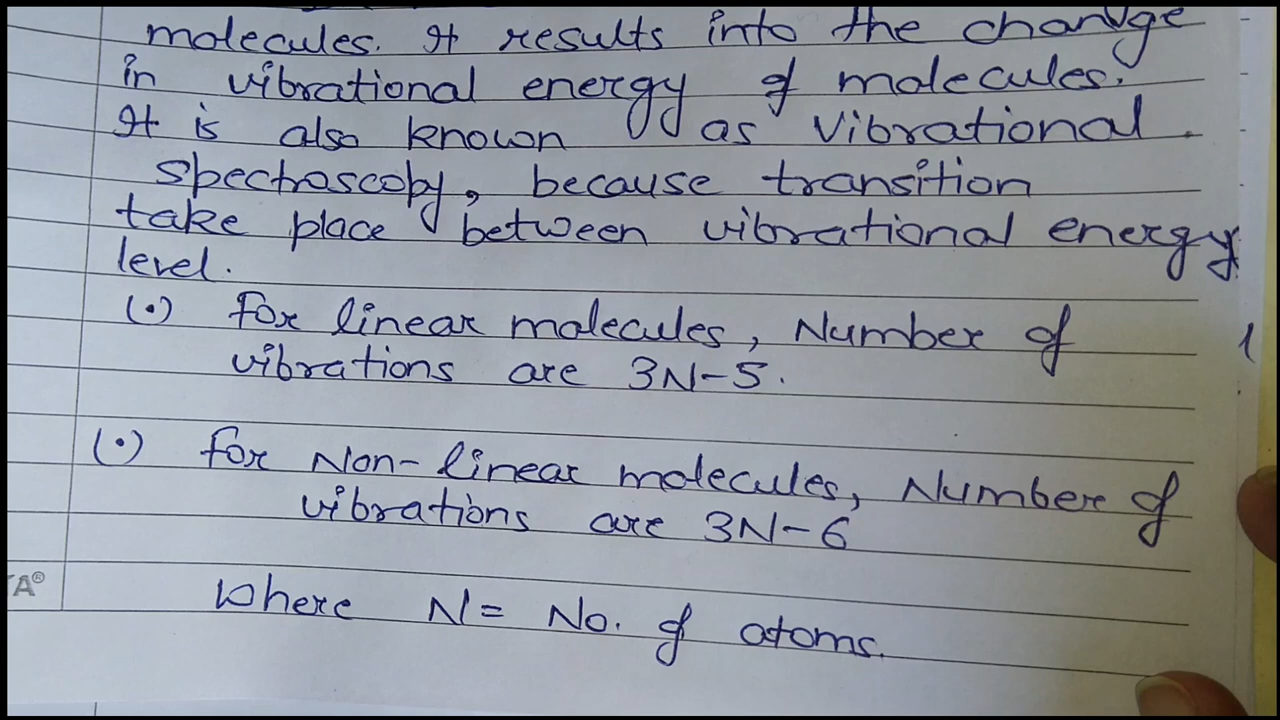 molecules. It results into the change
in vibrational energy of molecules.
It is also known as Vibrational
Spectroscopy, because transition
take place between vibrational energy
level.
(•) For linear molecules, Number of
vibrations are 3N-5.
(•) For Non-linear molecules, Number of
vibrations are 3N-6
TA®
Where N = No. of atoms.